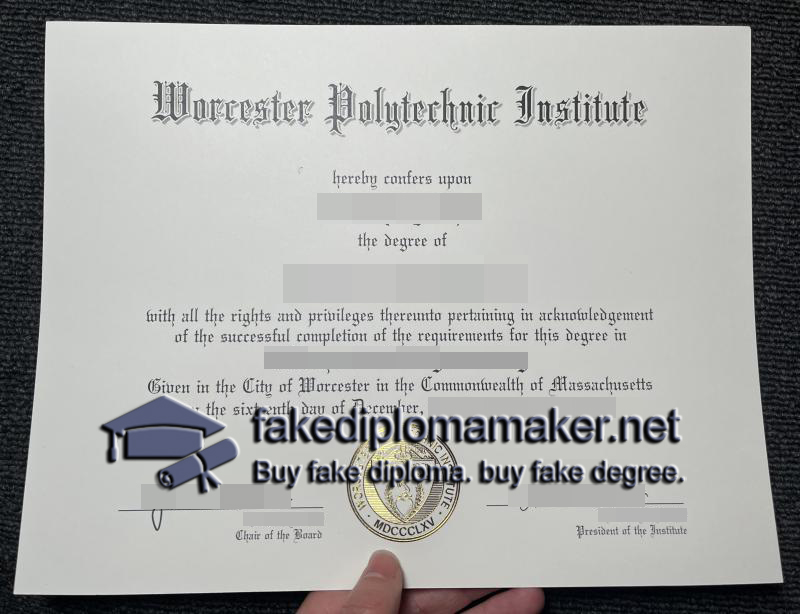 Worcester Polytechnic Institute
hereby confers upon
the degree of
with all the rights and privileges thereunto pertaining in acknowledgement
of the successful completion of the requirements for this degree in
Given in the City of Worcester in the Commonwealth of Massachusetts
the sixteenth day of December,
fakediplomamaker.net
Buy fake diploma. buy fake degree.
MDCCCLXV
Chair of the Board
President of the Institute